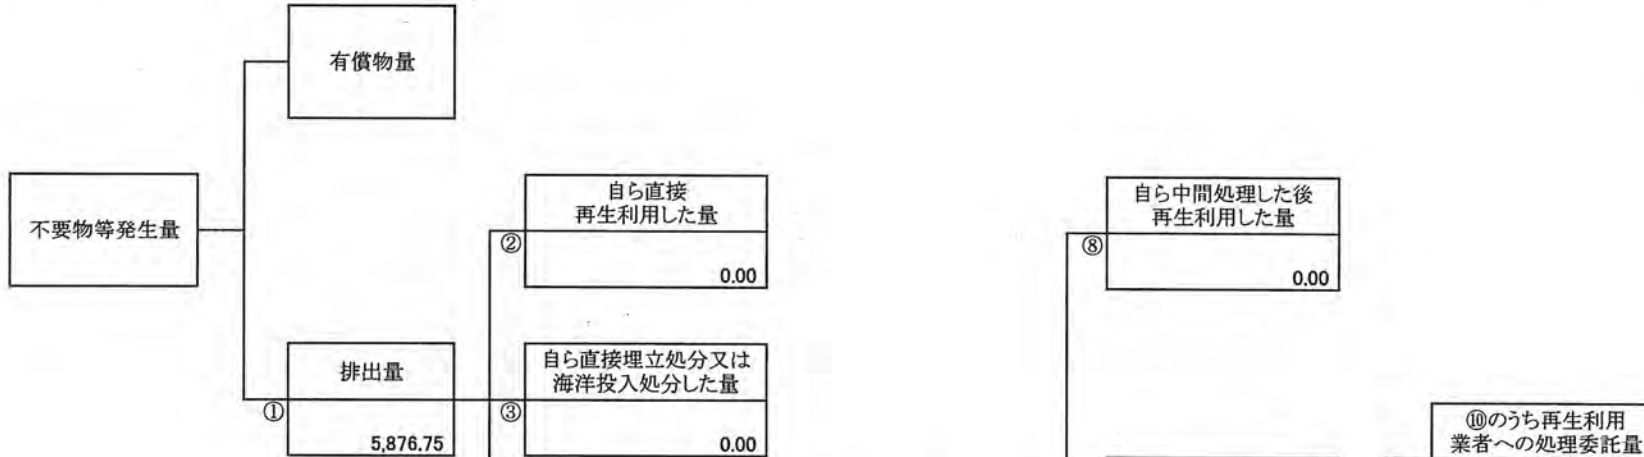 有償物量
不要物等発生量
自ら直接
再生利用した量
②
0.00
自ら中間処理した後
再生利用した量
⑧
0.00
排出量
①
5,876.75
自ら直接埋立処分又は
海洋投入処分した量
③
0.00
⑩のうち再生利用
業者への処理委託量